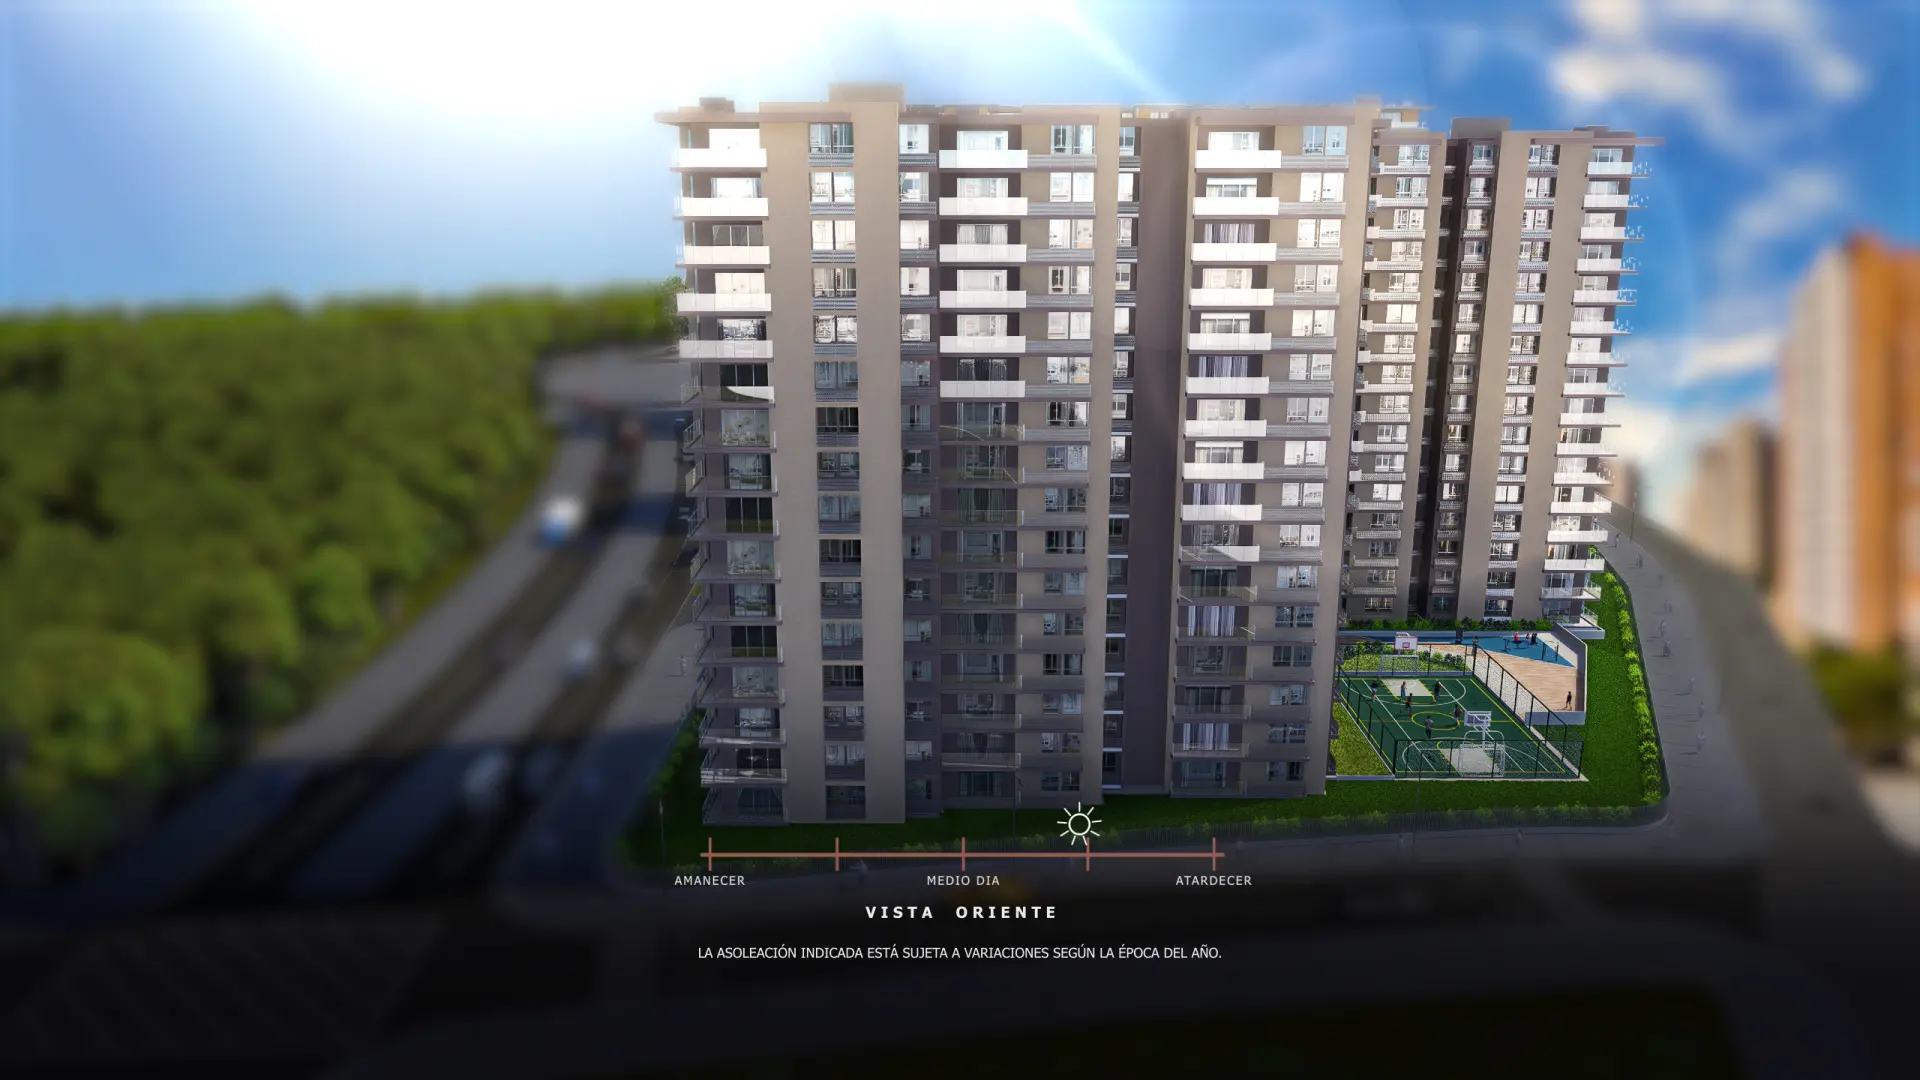 AMANECER MEDIO DIA ATARDECER
VISTA ORIENTE
LA ASOLEACIÓN INDICADA ESTÁ SUJETA A VARIACIONES SEGÚN LA ÉPOCA DEL AÑO.